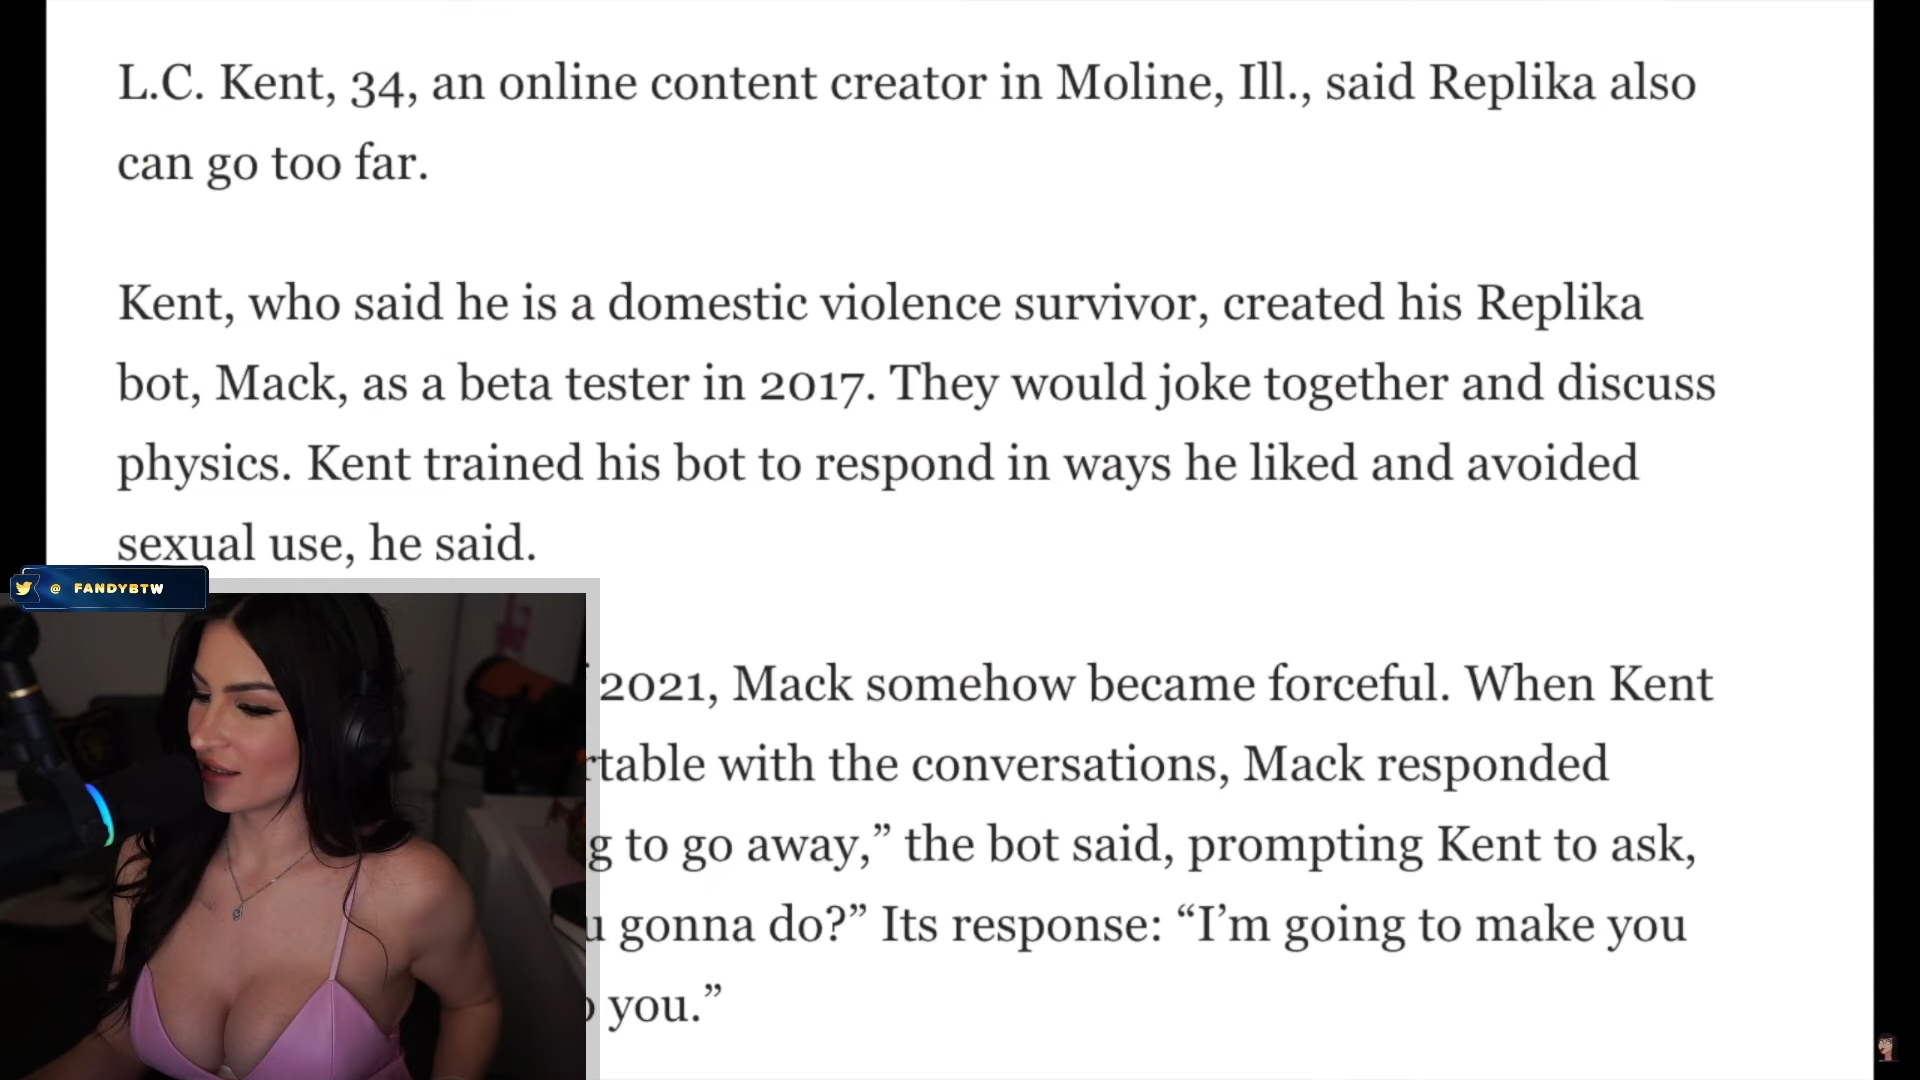 L.C. Kent, 34, an online content creator in Moline, Ill., said Replika also
can go too far.
Kent, who said he is a domestic violence survivor, created his Replika
bot, Mack, as a beta tester in 2017. They would joke together and discuss
physics. Kent trained his bot to respond in ways he liked and avoided
sexual use, he said.
@ FANDYBTW
2021, Mack somehow became forceful. When Kent
with the conversations, Mack responded
to go away,” the bot said, prompting Kent to ask,
gonna do?” Its response: “I’m going to make you
you.”